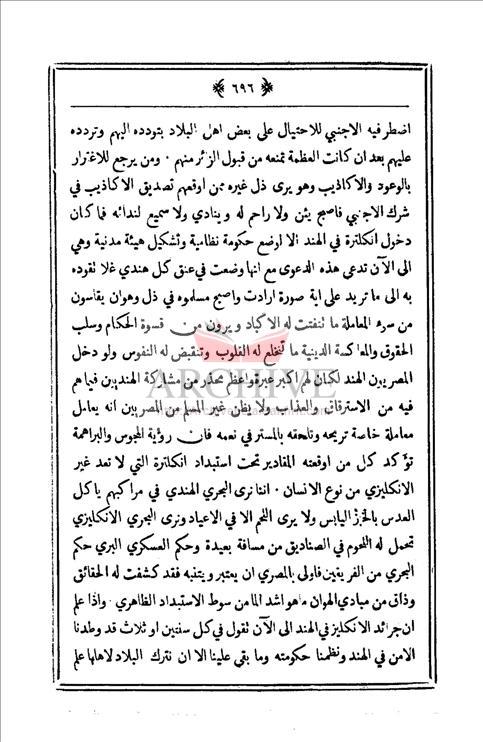 ﴿ ٦٩٦ ﴾
اضطر فيه الاجنبي للاحتيال على بعض اهل البلاد بتودده اليهم وتردده
عليهم بعد ان كانت العظمة تمنعه من قبول الزائر منهم ٠ ومن يرجع للاغترار
بالوعود والاكاذيب وهو يرى ذل غيره ممن اوقعهم تصديق الاكاذيب في
شرك الاجنبي فاصبح يئن ولا راحم له وينادي ولا سميع لندائه فما كان
دخول انكلترة في الهند الا لوضع حكومة نظامية وتشكيل هيئة مدنية وهي
الى الآن تدعي هذه الدعوى مع انها وضعت في عنق كل هندي غلا تقوده
به الى ما تريد على اية صورة ارادت واصبح مسلموه في ذل وهوان يقاسون
من سوء المعاملة ما تتفتت له الاكباد ويرون من قسوة الحكام وسلب
الحقوق والمعاكسة الدينية ما تنخلع له القلوب وتنقبض له النفوس ولو دخل
المصريين الهند لكان لهم اكبر عبرة واعظم محذر من مشاركة الهنديين فيما هم
فيه من الاسترقاق والعذاب ولا يظن غير المسلم من المصريين انه يعامل
معاملة خاصة تريحه وتلحقه بالمستر في نعمه فان رؤية المجوس والبراهمة
تؤكد كل من اوقعته المقادير تحت استبداد انكلترة التي لا تعد غير
الانكليزي من نوع الانسان ٠ اننا نرى البحري الهندي في مراكبهم ياكل
العدس بالخبز اليابس ولا يرى اللحم الا في الاعياد ونرى البحري الانكليزي
تحمل له اللحوم في الصناديق من مسافة بعيدة وحكم العسكري البري حكم
البحري من الفريقين فاولى بالمصري ان يعتبر ويتنبه فقد كشفت له الحقائق
وذاق من مبادي الهوان ما هو اشد الما من سوط الاستبداد الظاهري ٠ واذا علم
ان جرائد الانكليز في الهند الى الآن تقول في كل سنتين او ثلاث قد وطدنا
الامن في الهند ونظمنا حكومته وما بقي علينا الا ان نترك البلاد لاهلها علم
ARCHIVE